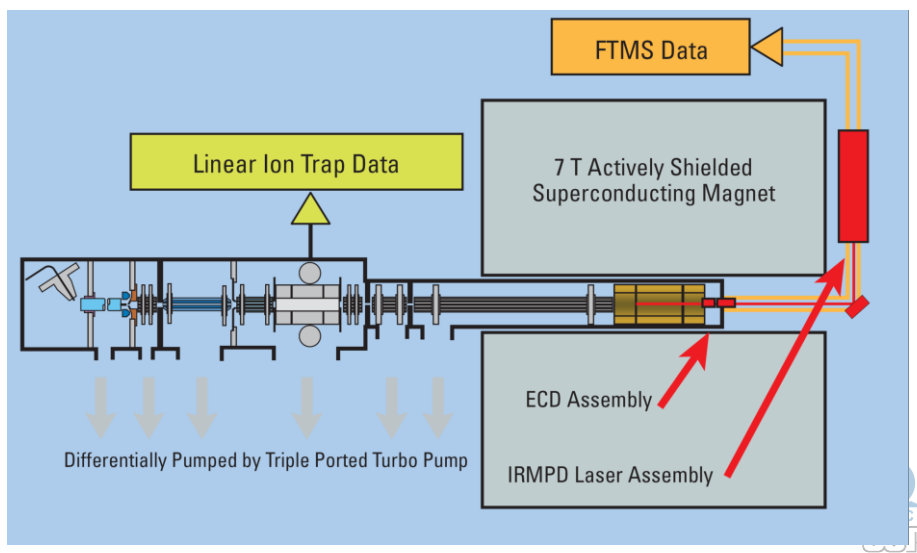 FTMS Data
Linear Ion Trap Data
7 T Actively Shielded
Superconducting Magnet
ECD Assembly
Differentially Pumped by Triple Ported Turbo Pump
IRMPD Laser Assembly